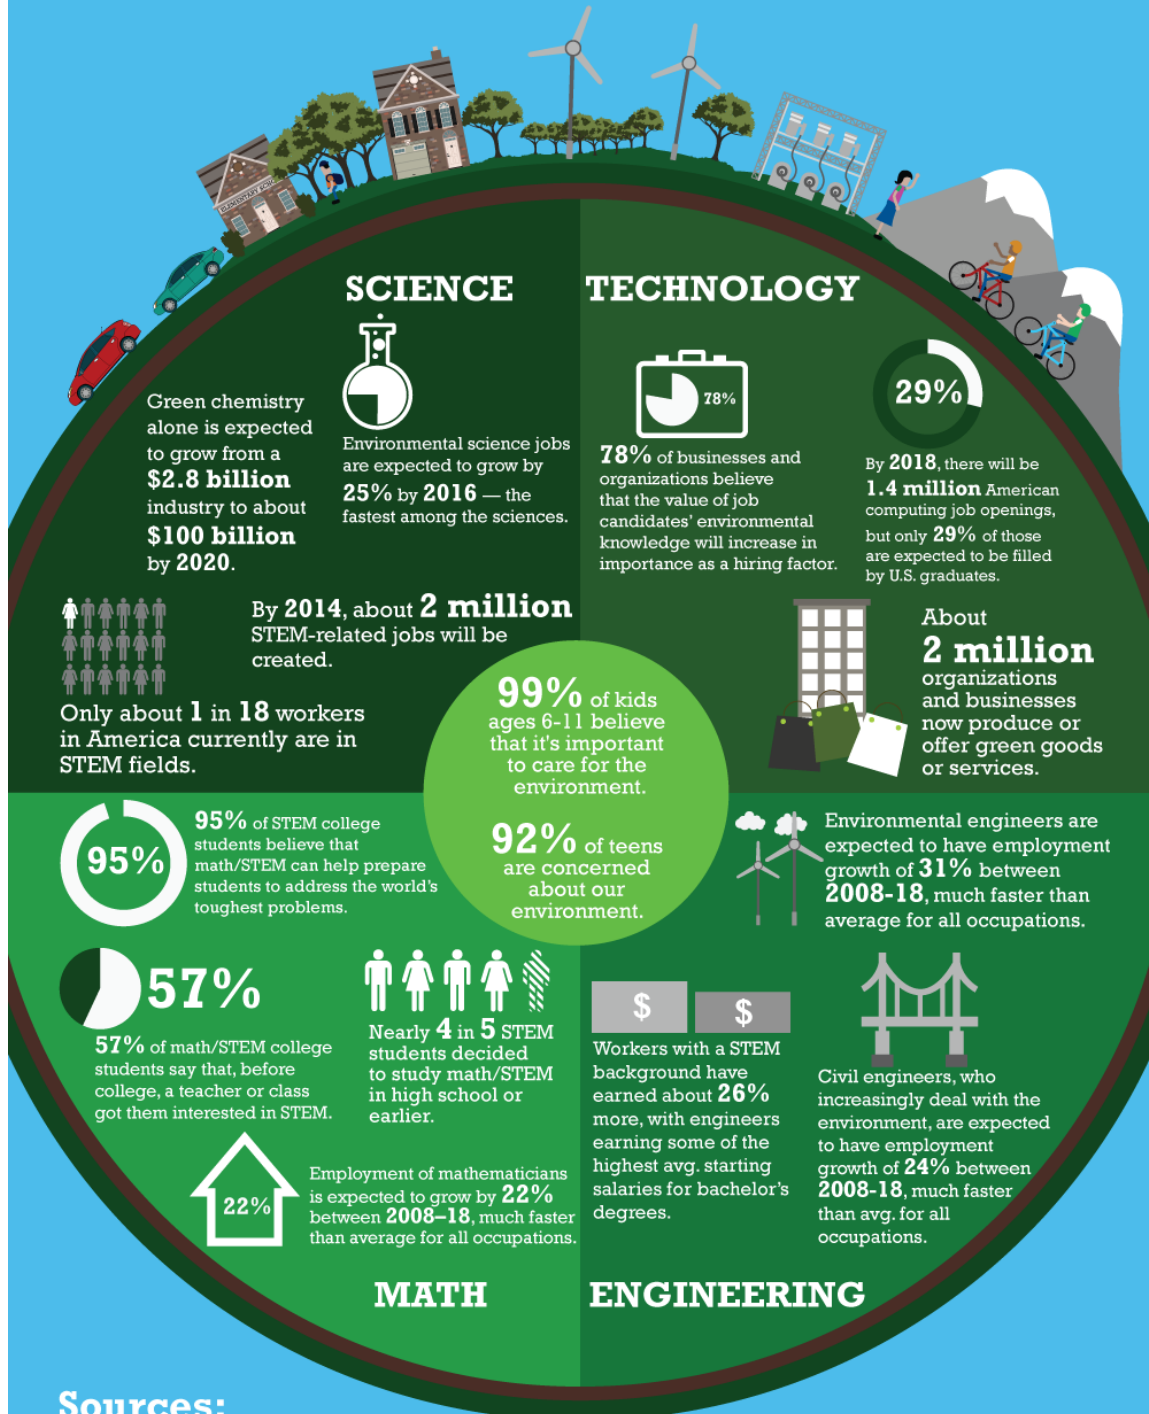 ELEMENTARY SCHOOL
SCIENCE
Green chemistry
alone is expected
to grow from a
$2.8 billion
industry to about
$100 billion
by 2020.
Environmental science jobs
are expected to grow by
25% by 2016 — the
fastest among the sciences.
By 2014, about 2 million
STEM-related jobs will be
created.
Only about 1 in 18 workers
in America currently are in
STEM fields.
TECHNOLOGY
78%
78% of businesses and
organizations believe
that the value of job
candidates' environmental
knowledge will increase in
importance as a hiring factor.
29%
By 2018, there will be
1.4 million American
computing job openings,
but only 29% of those
are expected to be filled
by U.S. graduates.
About
2 million
organizations
and businesses
now produce or
offer green goods
or services.
99% of kids
ages 6-11 believe
that it's important
to care for the
environment.
92% of teens
are concerned
about our
environment.
95%
95% of STEM college
students believe that
math/STEM can help prepare
students to address the world's
toughest problems.
57%
57% of math/STEM college
students say that, before
college, a teacher or class
got them interested in STEM.
Nearly 4 in 5 STEM
students decided
to study math/STEM
in high school or
earlier.
22%
Employment of mathematicians
is expected to grow by 22%
between 2008–18, much faster
than average for all occupations.
MATH
Environmental engineers are
expected to have employment
growth of 31% between
2008-18, much faster than
average for all occupations.
$
$
Workers with a STEM
background have
earned about 26%
more, with engineers
earning some of the
highest avg. starting
salaries for bachelor's
degrees.
Civil engineers, who
increasingly deal with the
environment, are expected
to have employment
growth of 24% between
2008-18, much faster
than avg. for all
occupations.
ENGINEERING
Sources: